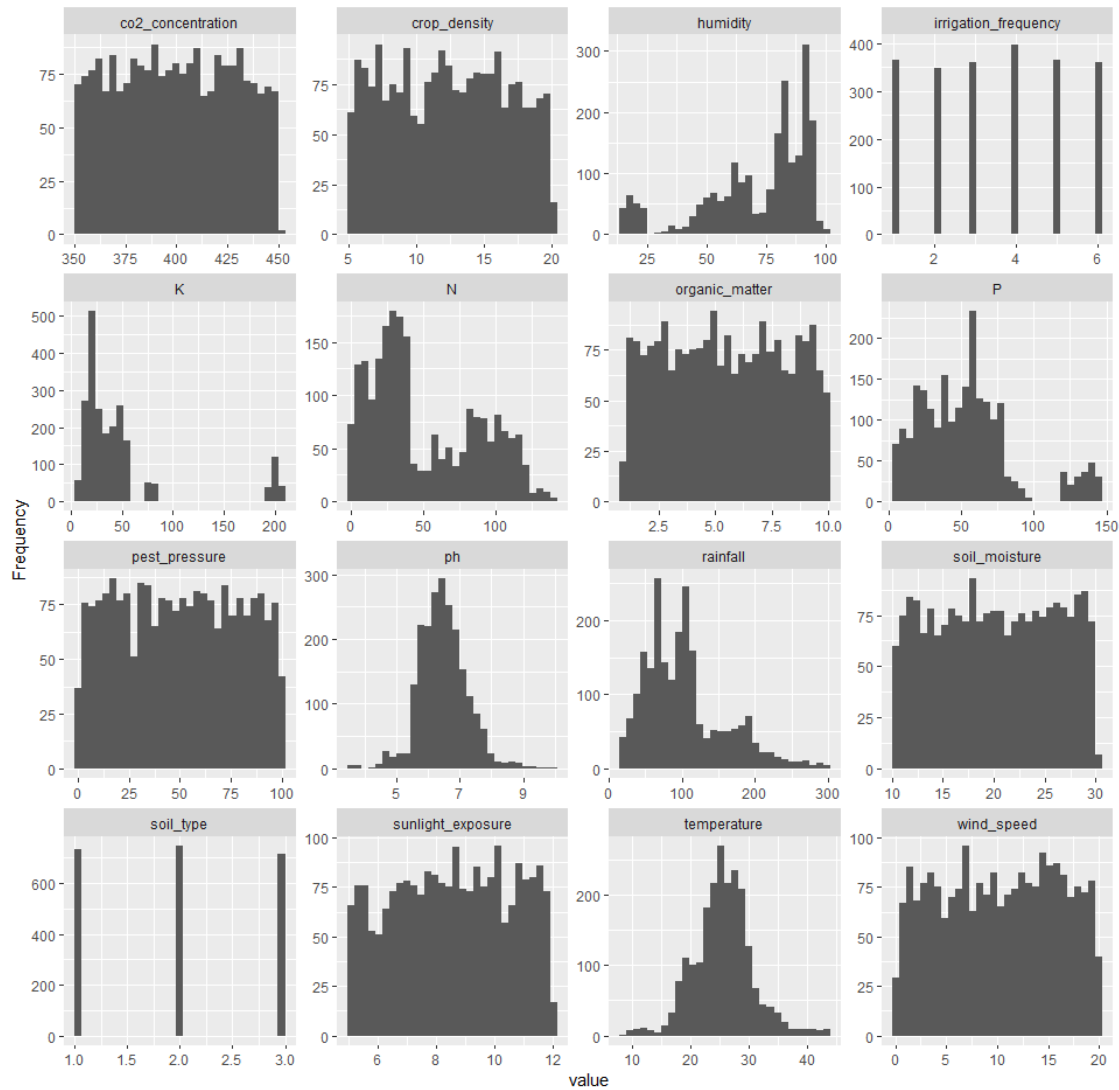 co2_concentration crop_density humidity irrigation_frequency
75 50 25 0
75 50 25 0
300 200 100 0
400 300 200 100 0
350 375 400 425 450
5 10 15 20
25 50 75 100
2 4 6
K N organic_matter P
500 400 300 200 100 0
150 100 50 0
75 50 25 0
200 150 100 50 0
0 50 100 150 200
0 50 100
2.5 5.0 7.5 10.0
0 50 100 150
Frequency
pest_pressure ph rainfall soil_moisture
75 50 25 0
300 200 100 0
200 100 0
75 50 25 0
0 25 50 75 100
5 7 9
0 100 200 300
10 15 20 25 30
soil_type sunlight_exposure temperature wind_speed
600 400 200 0
100 75 50 25 0
200 100 0
100 75 50 25 0
1.0 1.5 2.0 2.5 3.0
6 8 10 12
10 20 30 40
0 5 10 15 20
value